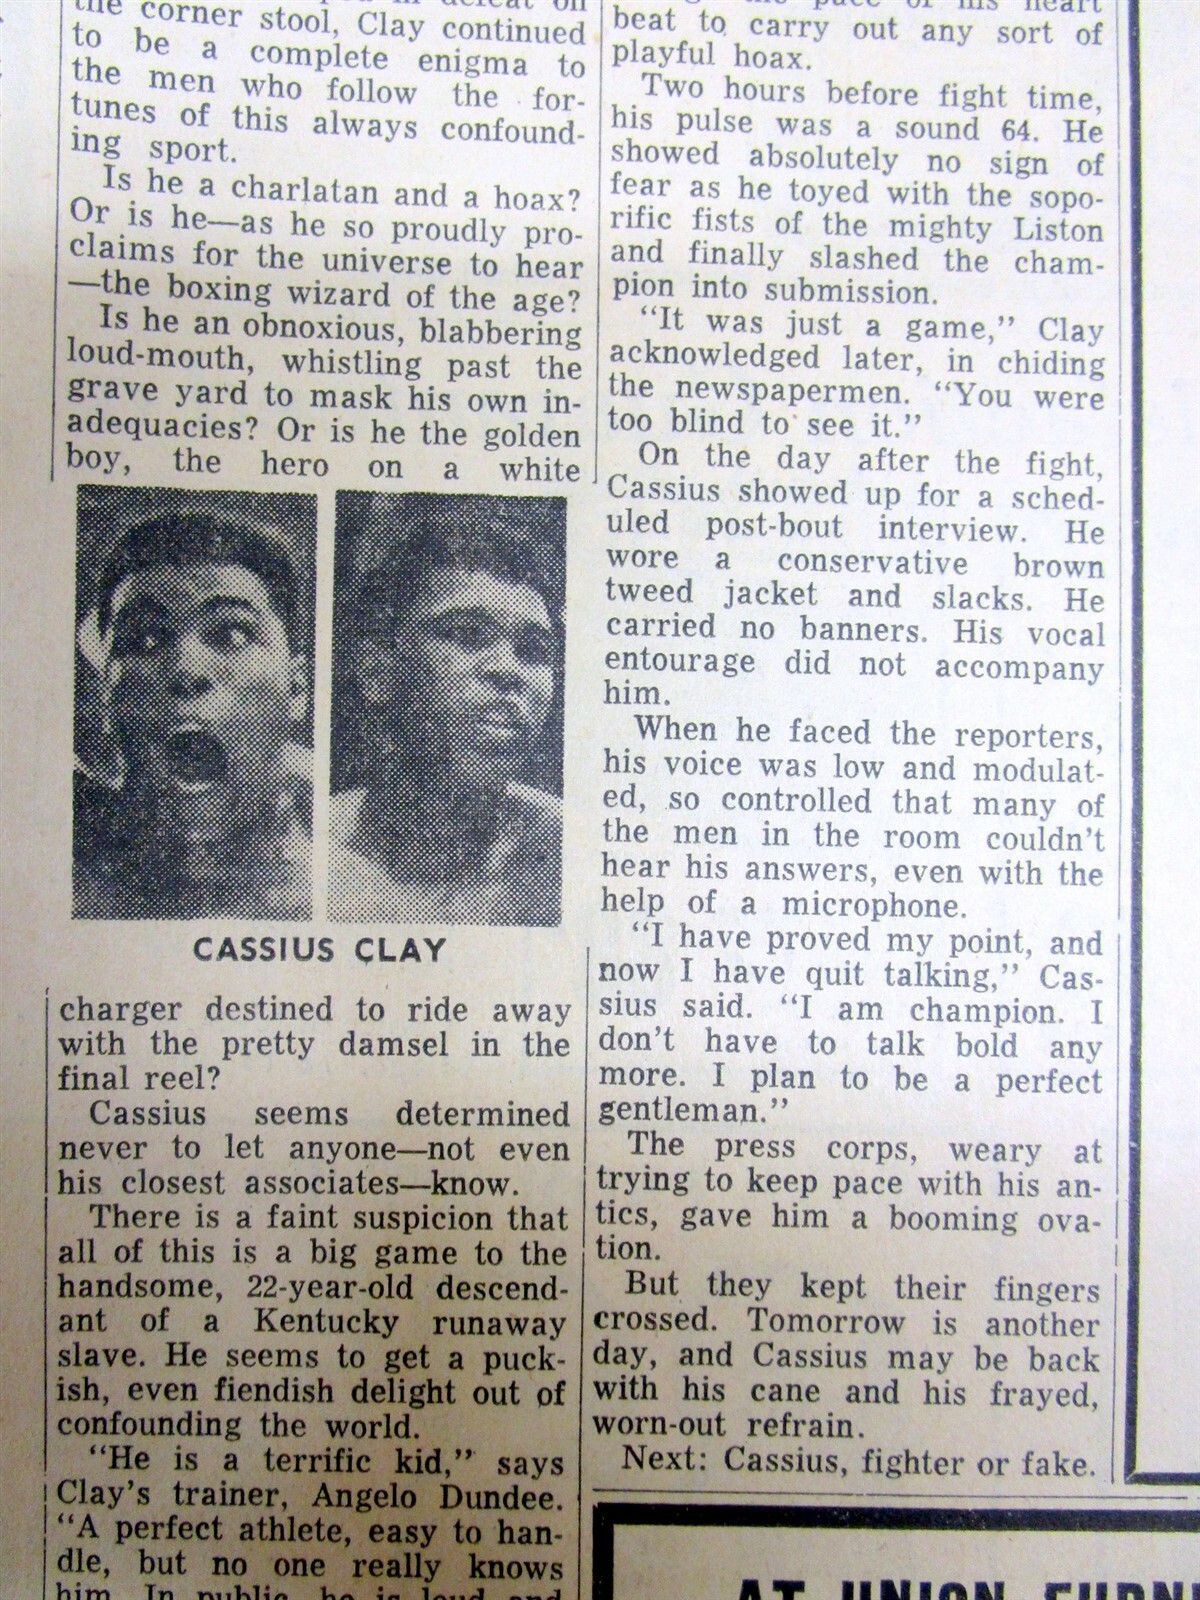 the corner stool, Clay continued
to be a complete enigma to
the men who follow the for-
tunes of this always confound-
ing sport.
Is he a charlatan and a hoax?
Or is he—as he so proudly pro-
claims for the universe to hear
—the boxing wizard of the age?
Is he an obnoxious, blabbering
loud-mouth, whistling past the
grave yard to mask his own in-
adequacies? Or is he the golden
boy, the hero on a white
CASSIUS CLAY
charger destined to ride away
with the pretty damsel in the
final reel?
Cassius seems determined
never to let anyone—not even
his closest associates—know.
There is a faint suspicion that
all of this is a big game to the
handsome, 22-year-old descend-
ant of a Kentucky runaway
slave. He seems to get a puck-
ish, even fiendish delight out of
confounding the world.
"He is a terrific kid," says
Clay's trainer, Angelo Dundee.
"A perfect athlete, easy to han-
dle, but no one really knows
him. In public, he is loud and
the pace of his heart
beat to carry out any sort of
playful hoax.
Two hours before fight time,
his pulse was a sound 64. He
showed absolutely no sign of
fear as he toyed with the sopo-
rific fists of the mighty Liston
and finally slashed the cham-
pion into submission.
"It was just a game," Clay
acknowledged later, in chiding
the newspapermen. "You were
too blind to see it."
On the day after the fight,
Cassius showed up for a sched-
uled post-bout interview. He
wore a conservative brown
tweed jacket and slacks. He
carried no banners. His vocal
entourage did not accompany
him.
When he faced the reporters,
his voice was low and modulat-
ed, so controlled that many of
the men in the room couldn't
hear his answers, even with the
help of a microphone.
"I have proved my point, and
now I have quit talking," Cas-
sius said. "I am champion. I
don't have to talk bold any
more. I plan to be a perfect
gentleman."
The press corps, weary at
trying to keep pace with his an-
tics, gave him a booming ova-
tion.
But they kept their fingers
crossed. Tomorrow is another
day, and Cassius may be back
with his cane and his frayed,
worn-out refrain.
Next: Cassius, fighter or fake.
AT UNION FURNI